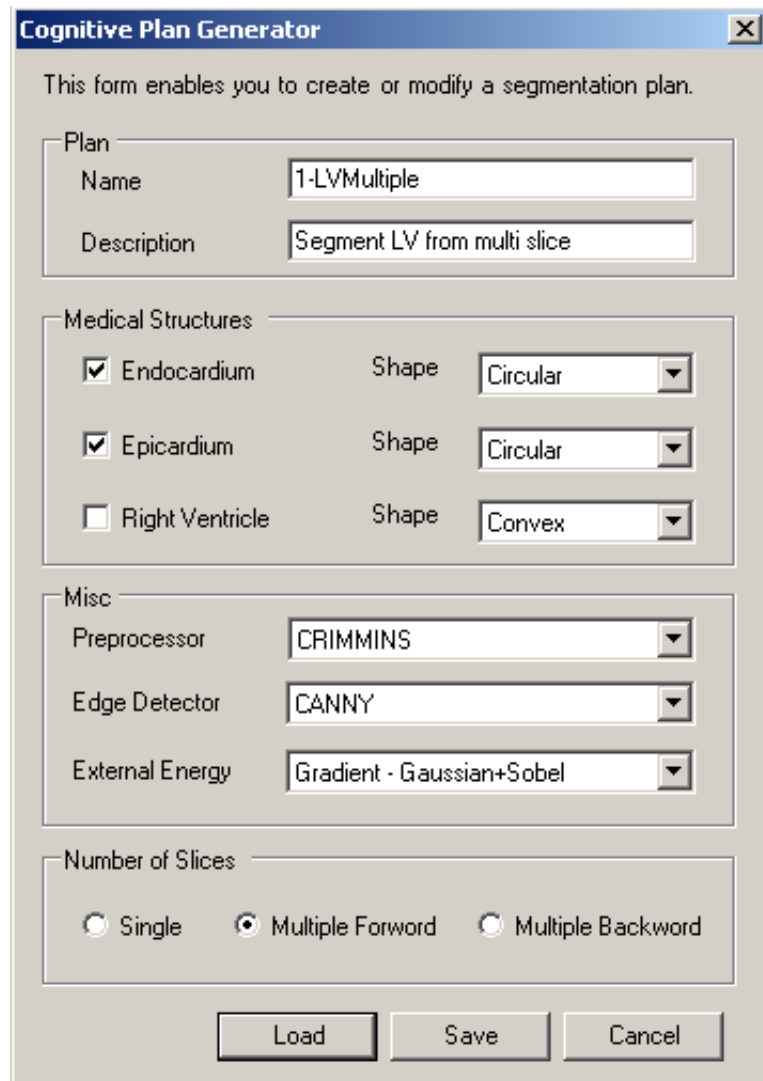 Cognitive Plan Generator
This form enables you to create or modify a segmentation plan.
Plan
Name 1-LVMultiple
Description Segment LV from multi slice
Medical Structures
Endocardium Shape Circular
Epicardium Shape Circular
Right Ventricle Shape Convex
Misc
Preprocessor CRIMMINS
Edge Detector CANNY
External Energy Gradient - Gaussian+Sobel
Number of Slices
Single Multiple Forword Multiple Backword
Load Save Cancel